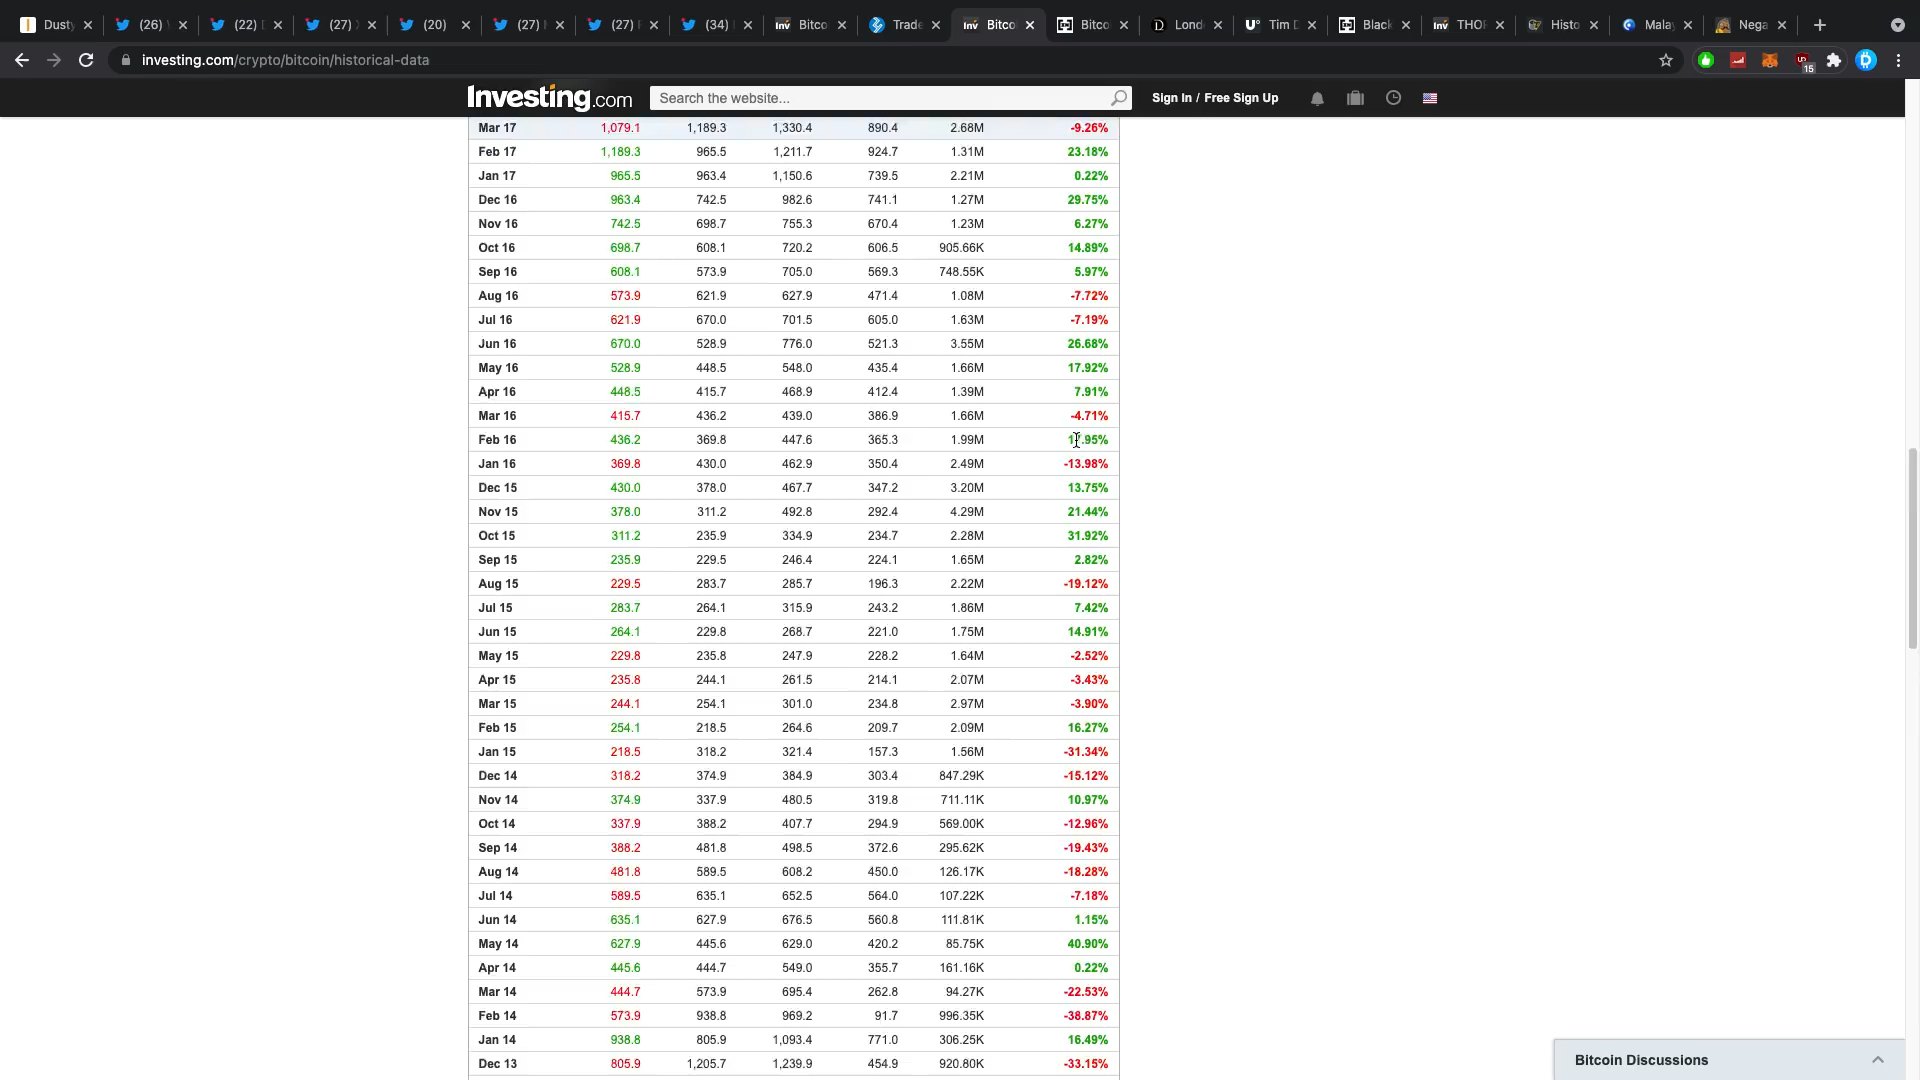 Dusty (26) (22) (27) (20) (27) (27) (34) Bitco Trade Bitco Bitco Lond Tim Black THOR Histo Malay Nega
investing.com/crypto/bitcoin/historical-data 15
Investing.com Search the website... Sign In / Free Sign Up
Mar 17 1,079.1 1,189.3 1,330.4 890.4 2.68M -9.26%
Feb 17 1,189.3 965.5 1,211.7 924.7 1.31M 23.18%
Jan 17 965.5 963.4 1,150.6 739.5 2.21M 0.22%
Dec 16 963.4 742.5 982.6 741.1 1.27M 29.75%
Nov 16 742.5 698.7 755.3 670.4 1.23M 6.27%
Oct 16 698.7 608.1 720.2 606.5 905.66K 14.89%
Sep 16 608.1 573.9 705.0 569.3 748.55K 5.97%
Aug 16 573.9 621.9 627.9 471.4 1.08M -7.72%
Jul 16 621.9 670.0 701.5 605.0 1.63M -7.19%
Jun 16 670.0 528.9 776.0 521.3 3.55M 26.68%
May 16 528.9 448.5 548.0 435.4 1.66M 17.92%
Apr 16 448.5 415.7 468.9 412.4 1.39M 7.91%
Mar 16 415.7 436.2 439.0 386.9 1.66M -4.71%
Feb 16 436.2 369.8 447.6 365.3 1.99M 17.95%
Jan 16 369.8 430.0 462.9 350.4 2.49M -13.98%
Dec 15 430.0 378.0 467.7 347.2 3.20M 13.75%
Nov 15 378.0 311.2 492.8 292.4 4.29M 21.44%
Oct 15 311.2 235.9 334.9 234.7 2.28M 31.92%
Sep 15 235.9 229.5 246.4 224.1 1.65M 2.82%
Aug 15 229.5 283.7 285.7 196.3 2.22M -19.12%
Jul 15 283.7 264.1 315.9 243.2 1.86M 7.42%
Jun 15 264.1 229.8 268.7 221.0 1.75M 14.91%
May 15 229.8 235.8 247.9 228.2 1.64M -2.52%
Apr 15 235.8 244.1 261.5 214.1 2.07M -3.43%
Mar 15 244.1 254.1 301.0 234.8 2.97M -3.90%
Feb 15 254.1 218.5 264.6 209.7 2.09M 16.27%
Jan 15 218.5 318.2 321.4 157.3 1.56M -31.34%
Dec 14 318.2 374.9 384.9 303.4 847.29K -15.12%
Nov 14 374.9 337.9 480.5 319.8 711.11K 10.97%
Oct 14 337.9 388.2 407.7 294.9 569.00K -12.96%
Sep 14 388.2 481.8 498.5 372.6 295.62K -19.43%
Aug 14 481.8 589.5 608.2 450.0 126.17K -18.28%
Jul 14 589.5 635.1 652.5 564.0 107.22K -7.18%
Jun 14 635.1 627.9 676.5 560.8 111.81K 1.15%
May 14 627.9 445.6 629.0 420.2 85.75K 40.90%
Apr 14 445.6 444.7 549.0 355.7 161.16K 0.22%
Mar 14 444.7 573.9 695.4 262.8 94.27K -22.53%
Feb 14 573.9 938.8 969.2 91.7 996.35K -38.87%
Jan 14 938.8 805.9 1,093.4 771.0 306.25K 16.49%
Dec 13 805.9 1,205.7 1,239.9 454.9 920.80K -33.15%
Bitcoin Discussions